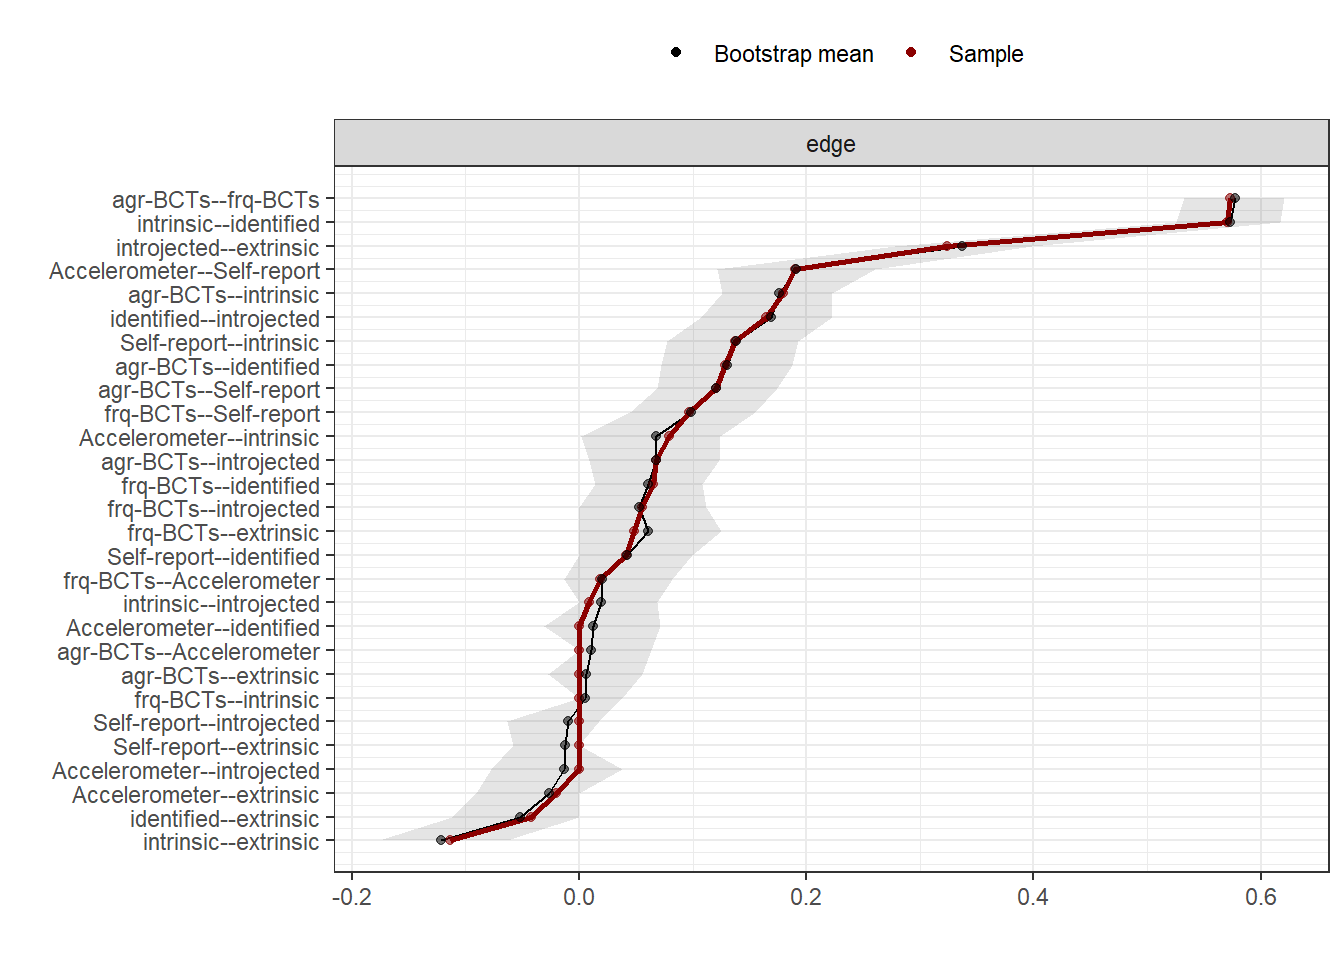 Bootstrap mean Sample
edge
agr-BCTs--frq-BCTs
intrinsic--identified
introjected--extrinsic
Accelerometer--Self-report
agr-BCTs--intrinsic
identified--introjected
Self-report--intrinsic
agr-BCTs--identified
agr-BCTs--Self-report
frq-BCTs--Self-report
Accelerometer--intrinsic
agr-BCTs--introjected
frq-BCTs--identified
frq-BCTs--introjected
frq-BCTs--extrinsic
Self-report--identified
frq-BCTs--Accelerometer
intrinsic--introjected
Accelerometer--identified
agr-BCTs--Accelerometer
agr-BCTs--extrinsic
frq-BCTs--intrinsic
Self-report--introjected
Self-report--extrinsic
Accelerometer--introjected
Accelerometer--extrinsic
identified--extrinsic
intrinsic--extrinsic
-0.2 0.0 0.2 0.4 0.6